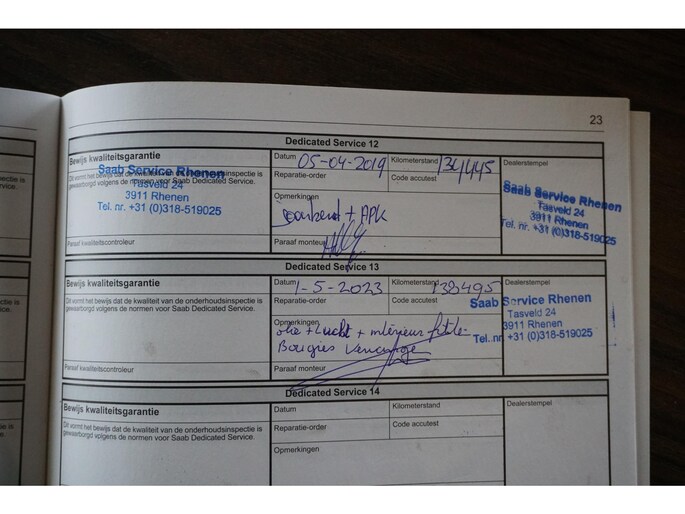 23
Dedicated Service 12
Bewijs kwaliteitsgarantie
Datum 05-04-2019
Kilometerstand 134445
Dealerstempel
Dit vormt het bewijs dat de kwaliteit van de onderhoudsinspectie is
gewaarborgd volgens de normen voor Saab Dedicated Service.
Saab Service Rhenen
Tasveld 24
3911 Rhenen
Tel. nr. +31 (0)318-519025
Reparatie-order
Code accutest
Opmerkingen
+ APK
Saab Service Rhenen
Tasveld 24
3911 Rhenen
Tel. nr. +31 (0)318-519025
Paraaf kwaliteitscontroleur
Paraaf monteur
Dedicated Service 13
Bewijs kwaliteitsgarantie
Datum 1-5-2023
Kilometerstand 138495
Dealerstempel
Dit vormt het bewijs dat de kwaliteit van de onderhoudsinspectie is
gewaarborgd volgens de normen voor Saab Dedicated Service.
Reparatie-order
Code accutest
Saab Service Rhenen
Tasveld 24
3911 Rhenen
Tel. nr. +31 (0)318-519025
Opmerkingen
olie + Lucht + intérieur
Bougies
Paraaf kwaliteitscontroleur
Paraaf monteur
Dedicated Service 14
Bewijs kwaliteitsgarantie
Datum
Kilometerstand
Dealerstempel
Dit vormt het bewijs dat de kwaliteit van de onderhoudsinspectie is
gewaarborgd volgens de normen voor Saab Dedicated Service.
Reparatie-order
Code accutest
Opmerkingen